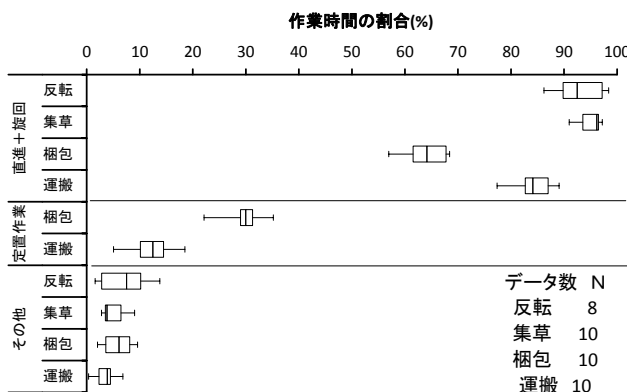 作業時間の割合(%)
0 10 20 30 40 50 60 70 80 90 100
直進＋旋回
反転
集草
梱包
運搬
定置作業
梱包
運搬
その他
反転
集草
梱包
運搬
データ数 N
反転 8
集草 10
梱包 10
運搬 10